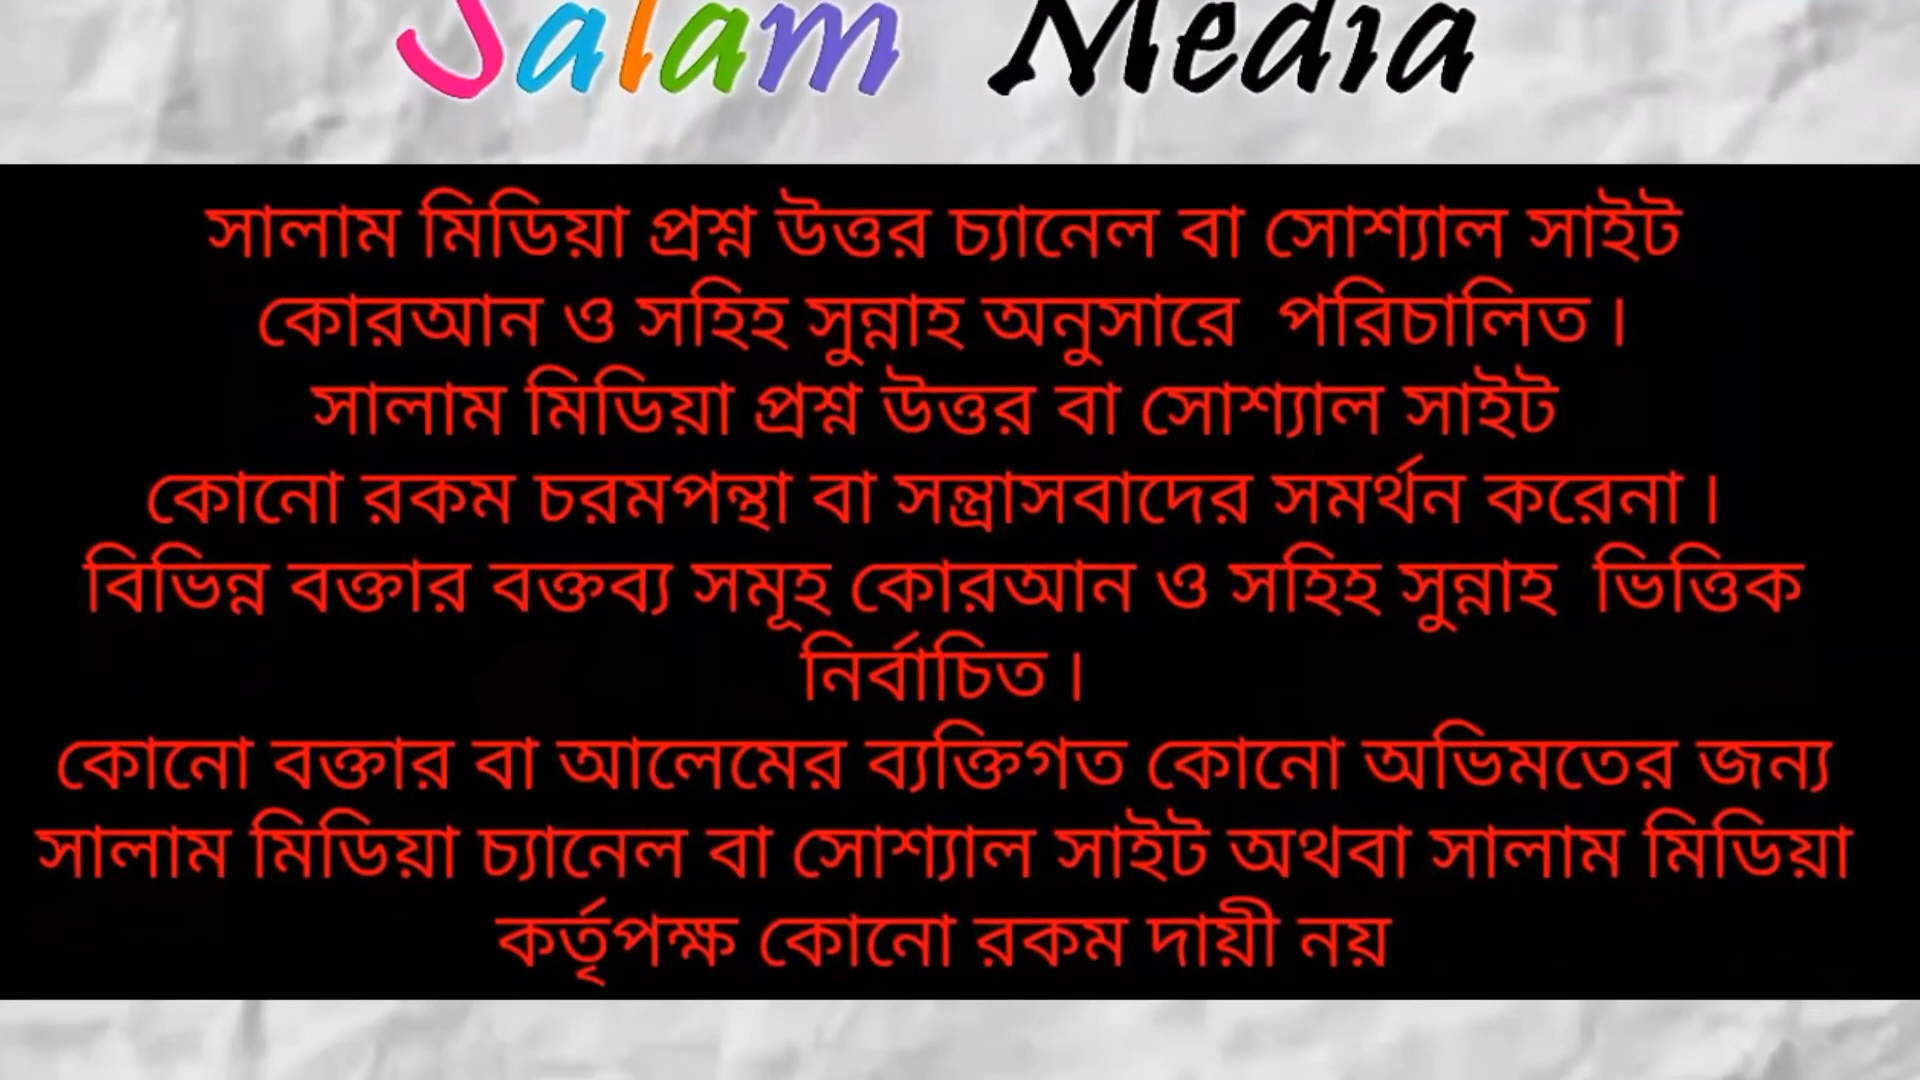 Salam Media
সালাম মিডিয়া প্রশ্ন উত্তর চ্যানেল বা সোশ্যাল সাইট
কোরআন ও সহিহ সুন্নাহ অনুসারে পরিচালিত ।
সালাম মিডিয়া প্রশ্ন উত্তর বা সোশ্যাল সাইট
কোনো রকম চরমপন্থা বা সন্ত্রাসবাদের সমর্থন করেনা ।
বিভিন্ন বক্তার বক্তব্য সমূহ কোরআন ও সহিহ সুন্নাহ ভিত্তিক
নির্বাচিত ।
কোনো বক্তার বা আলেমের ব্যক্তিগত কোনো অভিমতের জন্য
সালাম মিডিয়া চ্যানেল বা সোশ্যাল সাইট অথবা সালাম মিডিয়া
কর্তৃপক্ষ কোনো রকম দায়ী নয়